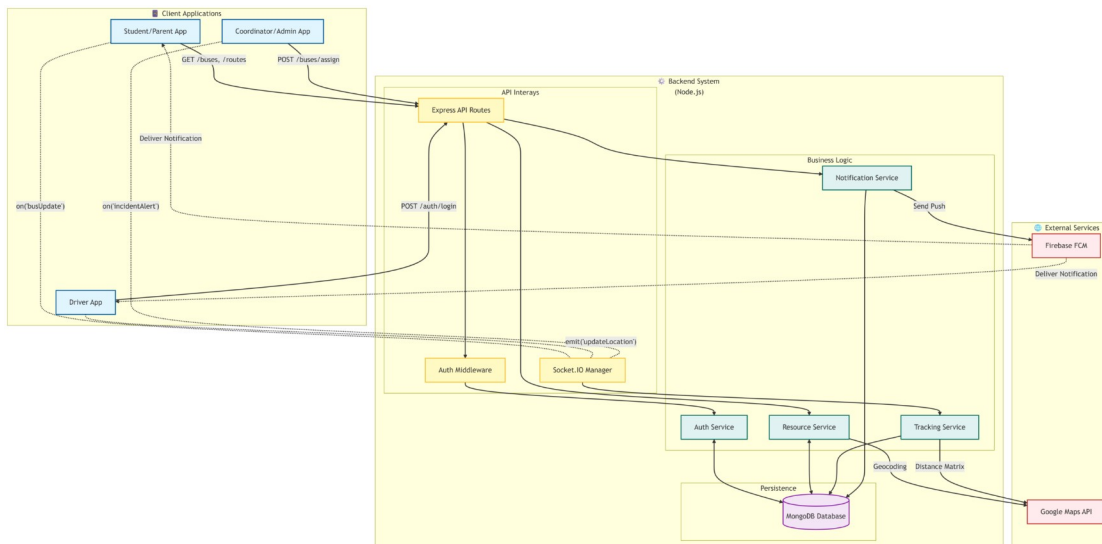 Client Applications
Student/Parent App
Coordinator/Admin App
GET /buses, /routes
POST /buses/assign
Backend System
(Node.js)
API Interays
Express API Routes
Deliver Notification
Business Logic
Notification Service
on('busUpdate')
on('incidentAlert')
POST /auth/login
Send Push
External Services
Firebase FCM
Deliver Notification
Driver App
emit('updateLocation')
Auth Middleware
Socket.IO Manager
Auth Service
Resource Service
Tracking Service
Geocoding
Distance Matrix
Persistence
MongoDB Database
Google Maps API